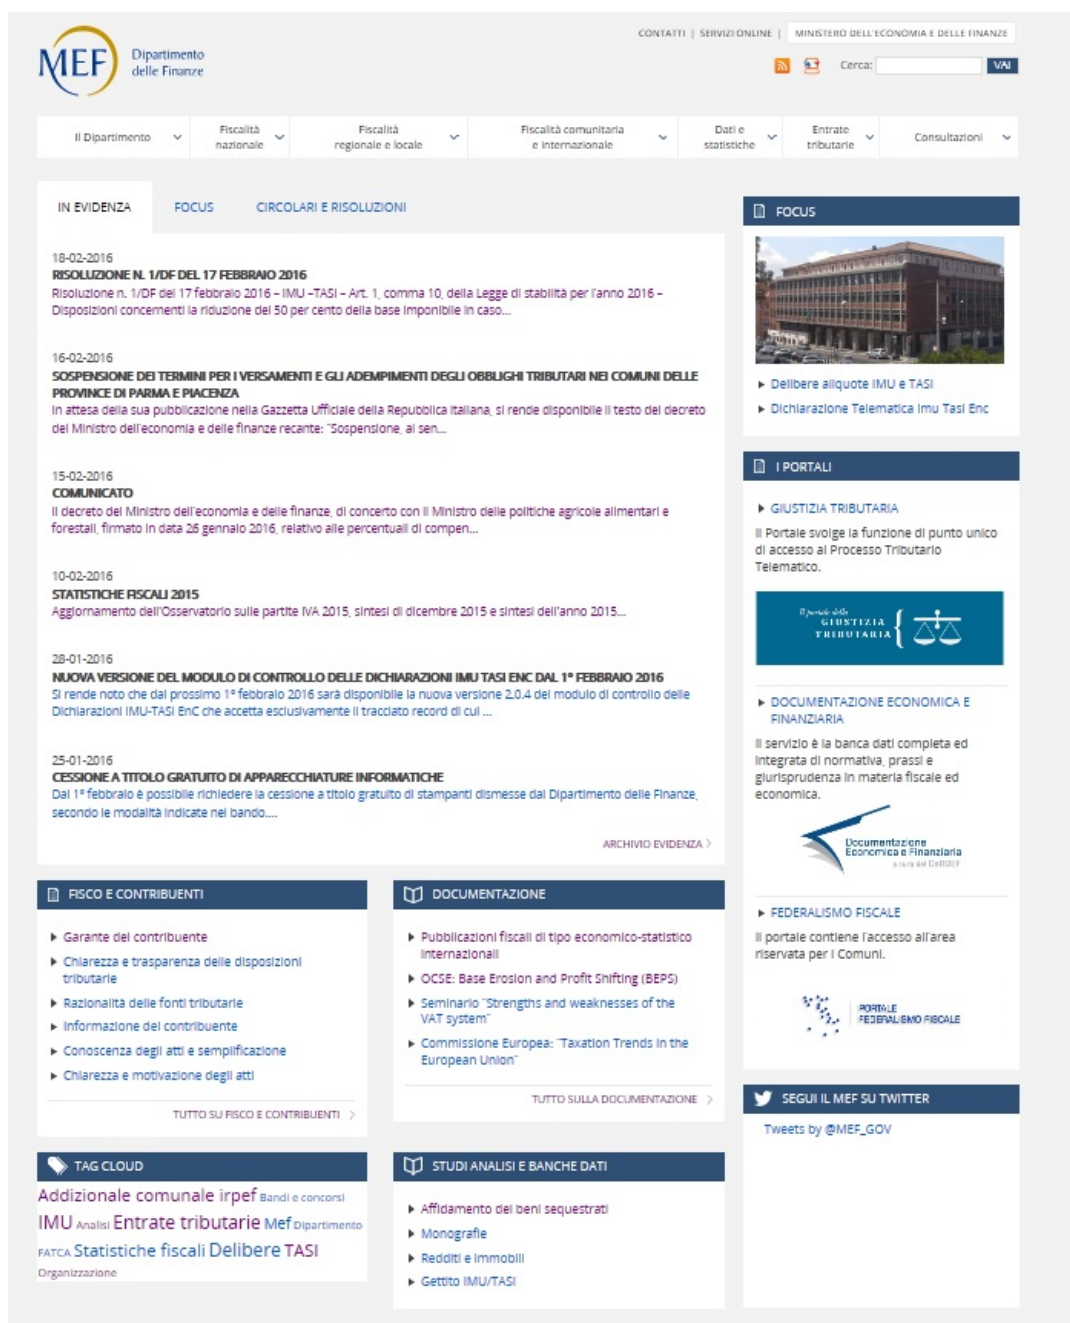 CONTATTI | SERVIZI ONLINE | MINISTERO DELL'ECONOMIA E DELLE FINANZE
MEF Dipartimento
delle Finanze
Cerca: VAI
Il Dipartimento
Fiscalità
nazionale
Fiscalità
regionale e locale
Fiscalità comunitaria
e internazionale
Dati e
statistiche
Entrate
tributarie
Consultazioni
IN EVIDENZA FOCUS CIRCOLARI E RISOLUZIONI
18-02-2016
RISOLUZIONE N. 1/DF DEL 17 FEBBRAIO 2016
Risoluzione n. 1/DF del 17 febbraio 2016 – IMU –TASI – Art. 1, comma 10, della Legge di stabilità per l'anno 2016 –
Disposizioni concernenti la riduzione del 50 per cento della base imponibile in caso...
16-02-2016
SOSPENSIONE DEI TERMINI PER I VERSAMENTI E GLI ADEMPIMENTI DEGLI OBBLIGHI TRIBUTARI NEI COMUNI DELLE
PROVINCE DI PARMA E PIACENZA
In attesa della sua pubblicazione nella Gazzetta Ufficiale della Repubblica italiana, si rende disponibile il testo del decreto
del Ministro dell'economia e delle finanze recante: "Sospensione, ai sen...
15-02-2016
COMUNICATO
Il decreto del Ministro dell'economia e delle finanze, di concerto con il Ministro delle politiche agricole alimentari e
forestali, firmato in data 26 gennaio 2016, relativo alle percentuali di compen...
10-02-2016
STATISTICHE FISCALI 2015
Aggiornamento dell'Osservatorio sulle partite IVA 2015, sintesi di dicembre 2015 e sintesi dell'anno 2015...
28-01-2016
NUOVA VERSIONE DEL MODULO DI CONTROLLO DELLE DICHIARAZIONI IMU TASI ENC DAL 1º FEBBRAIO 2016
Si rende noto che dal prossimo 1º febbraio 2016 sarà disponibile la nuova versione 2.0.4 del modulo di controllo delle
Dichiarazioni IMU-TASI EnC che accetta esclusivamente il tracciato record di cui ...
25-01-2016
CESSIONE A TITOLO GRATUITO DI APPARECCHIATURE INFORMATICHE
Dal 1º febbraio è possibile richiedere la cessione a titolo gratuito di stampanti dismesse dal Dipartimento delle Finanze,
secondo le modalità indicate nel bando....
ARCHIVIO EVIDENZA
FISCO E CONTRIBUENTI
Garante del contribuente
Chiarezza e trasparenza delle disposizioni
tributarie
Razionalità delle fonti tributarie
Informazione del contribuente
Conoscenza degli atti e semplificazione
Chiarezza e motivazione degli atti
TUTTO SU FISCO E CONTRIBUENTI
DOCUMENTAZIONE
Pubblicazioni fiscali di tipo economico-statistico
internazionali
OCSE: Base Erosion and Profit Shifting (BEPS)
Seminario "Strengths and weaknesses of the
VAT system"
Commissione Europea: "Taxation Trends in the
European Union"
TUTTO SULLA DOCUMENTAZIONE
TAG CLOUD
Addizionale comunale irpef Bandi e concorsi
IMU Analisi Entrate tributarie Mef Dipartimento
FATCA Statistiche fiscali Delibere TASI
Organizzazione
STUDI ANALISI E BANCHE DATI
Affidamento dei beni sequestrati
Monografie
Redditi e Immobili
Gettito IMU/TASI
FOCUS
Delibere aliquote IMU e TASI
Dichiarazione Telematica Imu Tasi Enc
I PORTALI
GIUSTIZIA TRIBUTARIA
Il Portale svolge la funzione di punto unico
di accesso al Processo Tributario
Telematico.
Il portale della
GIUSTIZIA
TRIBUTARIA
DOCUMENTAZIONE ECONOMICA E
FINANZIARIA
Il servizio è la banca dati completa ed
integrata di normativa, prassi e
giurisprudenza in materia fiscale ed
economica.
Documentazione
Economica e Finanziaria
a cura del CeRDEF
FEDERALISMO FISCALE
Il portale contiene l'accesso all'area
riservata per i Comuni.
PORTALE
FEDERALISMO FISCALE
SEGUI IL MEF SU TWITTER
Tweets by @MEF_GOV